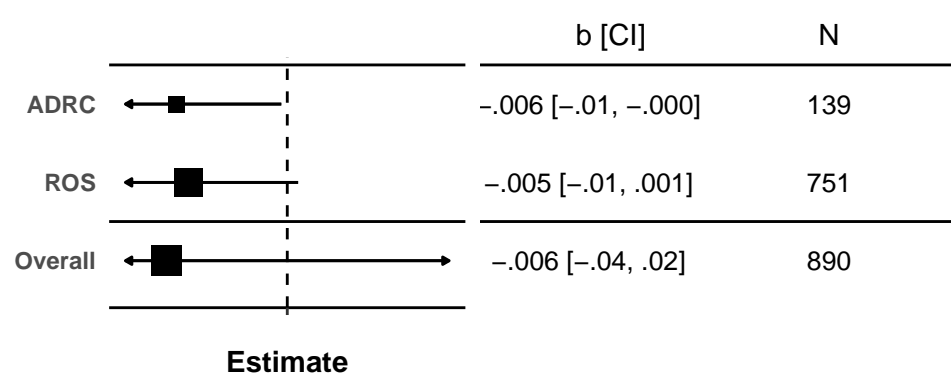 b [CI] N
ADRC −.006 [−.01, −.000] 139
ROS −.005 [−.01, .001] 751
Overall −.006 [−.04, .02] 890
Estimate